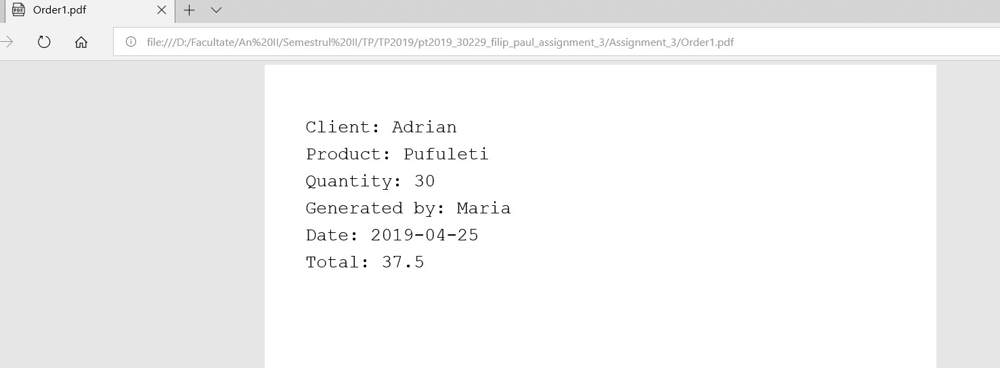 PDF
Order1.pdf
file:///D:/Facultate/An%20II/Semestrul%20II/TP/TP2019/pt2019_30229_filip_paul_assignment_3/Assignment_3/Order1.pdf
Client: Adrian
Product: Pufuleti
Quantity: 30
Generated by: Maria
Date: 2019-04-25
Total: 37.5